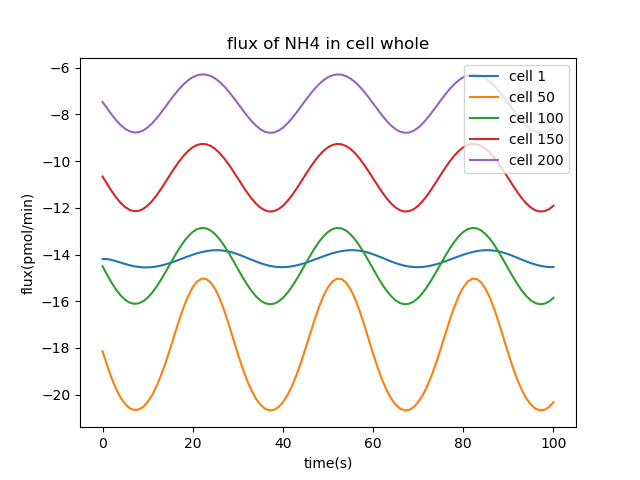 flux of NH4 in cell whole
cell 1
cell 50
cell 100
cell 150
cell 200
flux(pmol/min)
−6
−8
−10
−12
−14
−16
−18
−20
0 20 40 60 80 100
time(s)